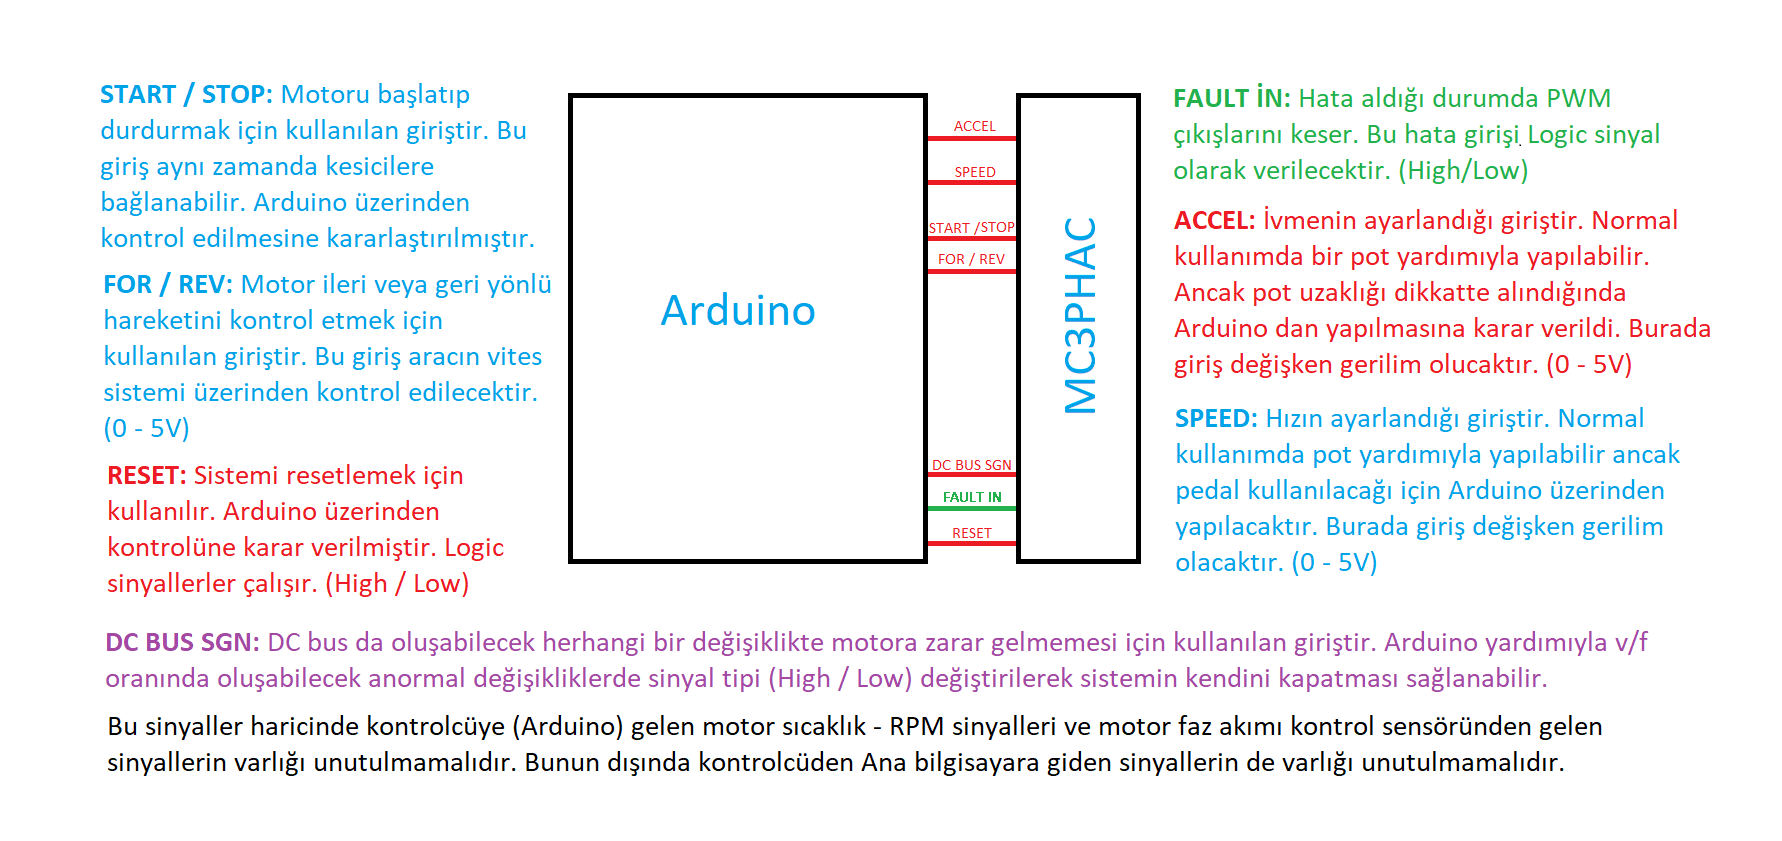 START / STOP: Motoru başlatıp
durdurmak için kullanılan giriştir. Bu
giriş aynı zamanda kesicilere
bağlanabilir. Arduino üzerinden
kontrol edilmesine kararlaştırılmıştır.
FOR / REV: Motor ileri veya geri yönlü
hareketini kontrol etmek için
kullanılan giriştir. Bu giriş aracın vites
sistemi üzerinden kontrol edilecektir.
(0 - 5V)
RESET: Sistemi resetlemek için
kullanılır. Arduino üzerinden
kontrolüne karar verilmiştir. Logic
sinyallerler çalışır. (High / Low)
Arduino
ACCEL
SPEED
START / STOP
FOR / REV
DC BUS SGN
FAULT IN
RESET
MC3PHAC
FAULT İN: Hata aldığı durumda PWM
çıkışlarını keser. Bu hata girişi Logic sinyal
olarak verilecektir. (High/Low)
ACCEL: İvmenin ayarlandığı giriştir. Normal
kullanımda bir pot yardımıyla yapılabilir.
Ancak pot uzaklığı dikkatte alındığında
Arduino dan yapılmasına karar verildi. Burada
giriş değişken gerilim olucaktır. (0 - 5V)
SPEED: Hızın ayarlandığı giriştir. Normal
kullanımda pot yardımıyla yapılabilir ancak
pedal kullanılacağı için Arduino üzerinden
yapılacaktır. Burada giriş değişken gerilim
olacaktır. (0 - 5V)
DC BUS SGN: DC bus da oluşabilecek herhangi bir değişiklikte motora zarar gelmemesi için kullanılan giriştir. Arduino yardımıyla v/f
oranında oluşabilecek anormal değişikliklerde sinyal tipi (High / Low) değiştirilerek sistemin kendini kapatması sağlanabilir.
Bu sinyaller haricinde kontrolcüye (Arduino) gelen motor sıcaklık - RPM sinyalleri ve motor faz akımı kontrol sensöründen gelen
sinyallerin varlığı unutulmamalıdır. Bunun dışında kontrolcüden Ana bilgisayara giden sinyallerin de varlığı unutulmamalıdır.